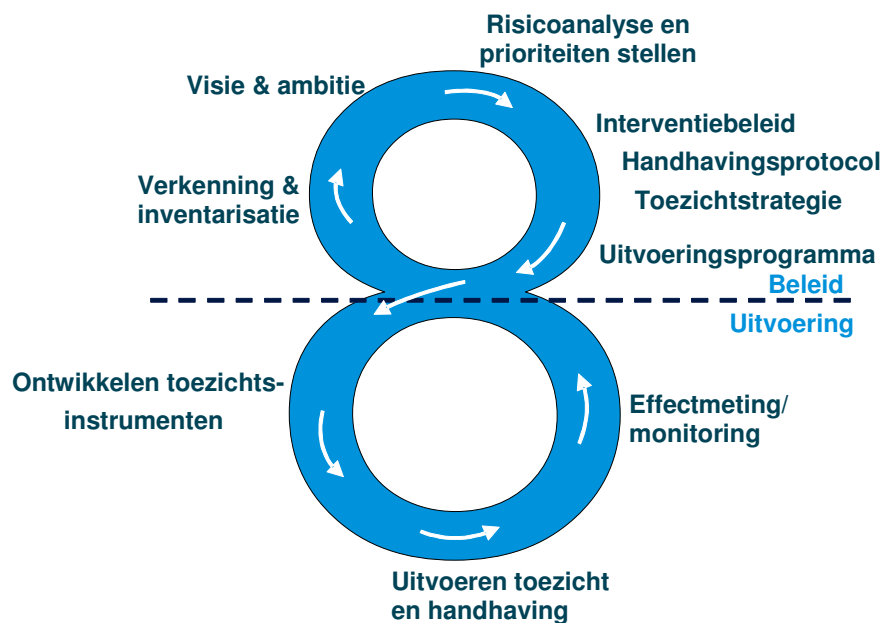 Risicoanalyse en
prioriteiten stellen
Visie & ambitie
Interventiebeleid
Handhavingsprotocol
Verkenning &
inventarisatie
Toezichtstrategie
Uitvoeringsprogramma
Beleid
Uitvoering
Ontwikkelen toezichts-
instrumenten
Effectmeting/
monitoring
Uitvoeren toezicht
en handhaving